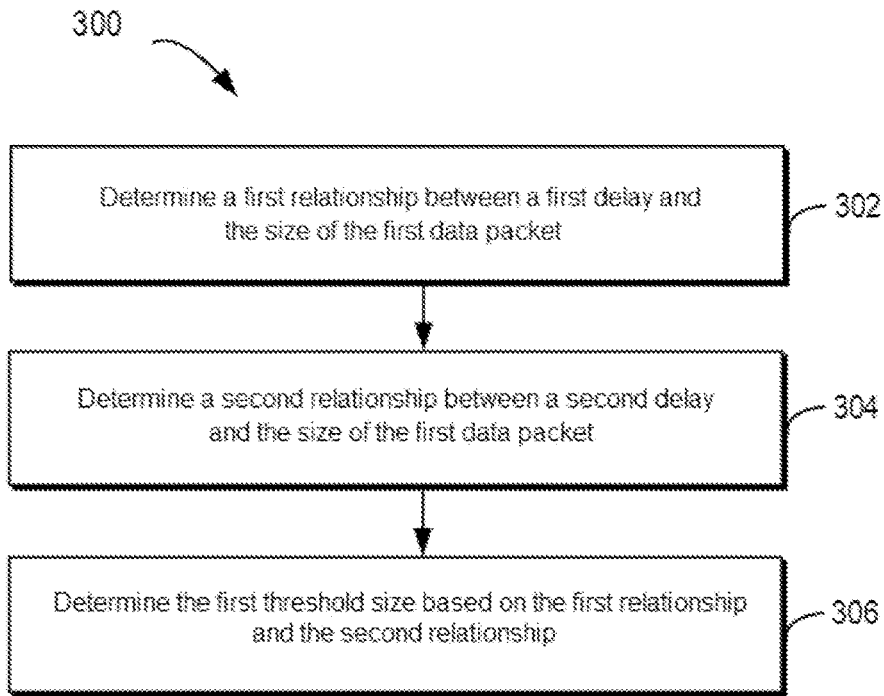 300
Determine a first relationship between a first delay and
the size of the first data packet
302
Determine a second relationship between a second delay
and the size of the first data packet
304
Determine the first threshold size based on the first relationship
and the second relationship
306